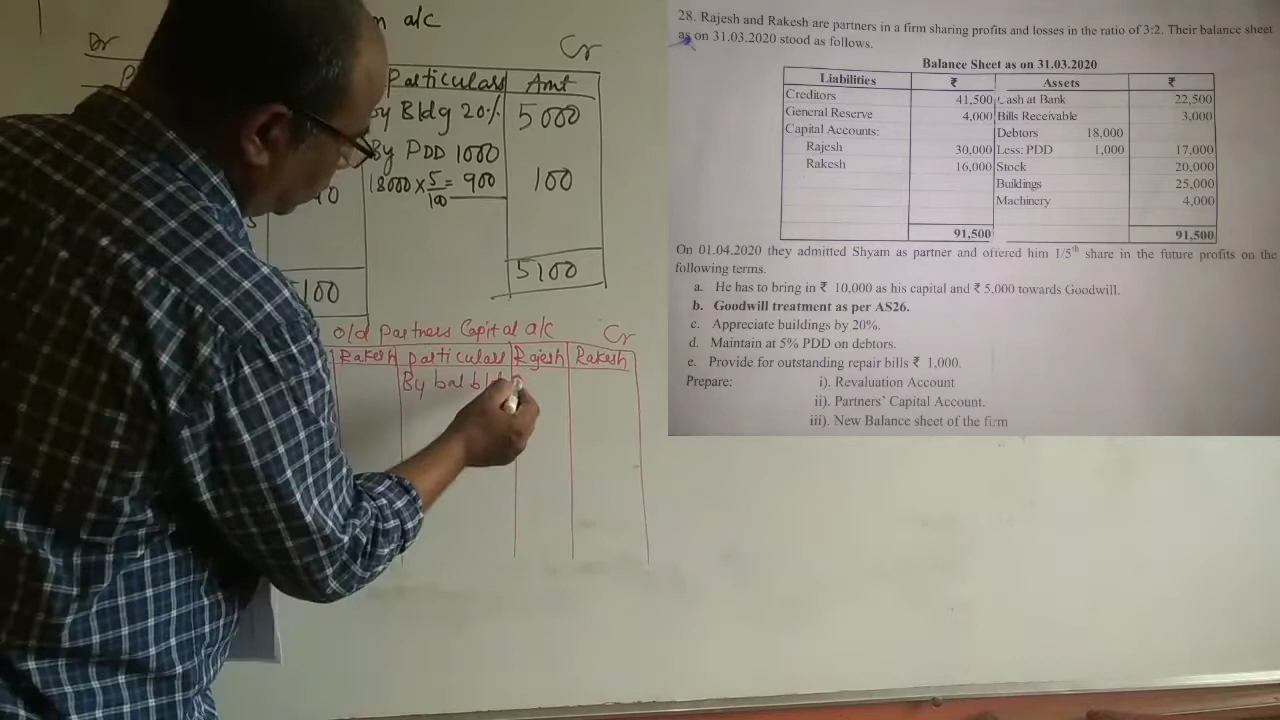 n a/c
Dr
Cr
Particulars Amt
By Bldg 20% 5000
By PDD 1000
18000 × 5/100 = 900 100
5100
100
old partners Capital a/c Cr
Rakesh particulars Rajesh Rakesh
By bal b/d
28. Rajesh and Rakesh are partners in a firm sharing profits and losses in the ratio of 3:2. Their balance sheet
as on 31.03.2020 stood as follows.
Balance Sheet as on 31.03.2020
Liabilities ₹ Assets ₹
Creditors 41,500 Cash at Bank 22,500
General Reserve 4,000 Bills Receivable 3,000
Capital Accounts: Debtors 18,000
Rajesh 30,000 Less: PDD 1,000 17,000
Rakesh 16,000 Stock 20,000
Buildings 25,000
Machinery 4,000
91,500 91,500
On 01.04.2020 they admitted Shyam as partner and offered him 1/5th share in the future profits on the
following terms.
a. He has to bring in ₹ 10,000 as his capital and ₹ 5,000 towards Goodwill.
b. Goodwill treatment as per AS26.
c. Appreciate buildings by 20%.
d. Maintain at 5% PDD on debtors.
e. Provide for outstanding repair bills ₹ 1,000.
Prepare: i). Revaluation Account
ii). Partners' Capital Account.
iii). New Balance sheet of the firm